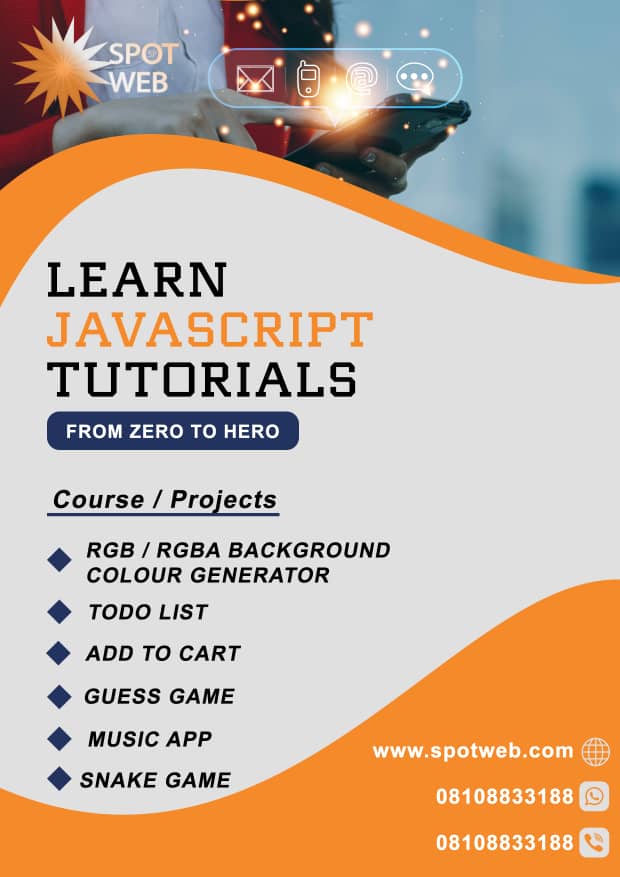 SPOT
WEB
LEARN
JAVASCRIPT
TUTORIALS
FROM ZERO TO HERO
Course / Projects
RGB / RGBA BACKGROUND
COLOUR GENERATOR
TODO LIST
ADD TO CART
GUESS GAME
MUSIC APP
SNAKE GAME
www.spotweb.com
08108833188
08108833188